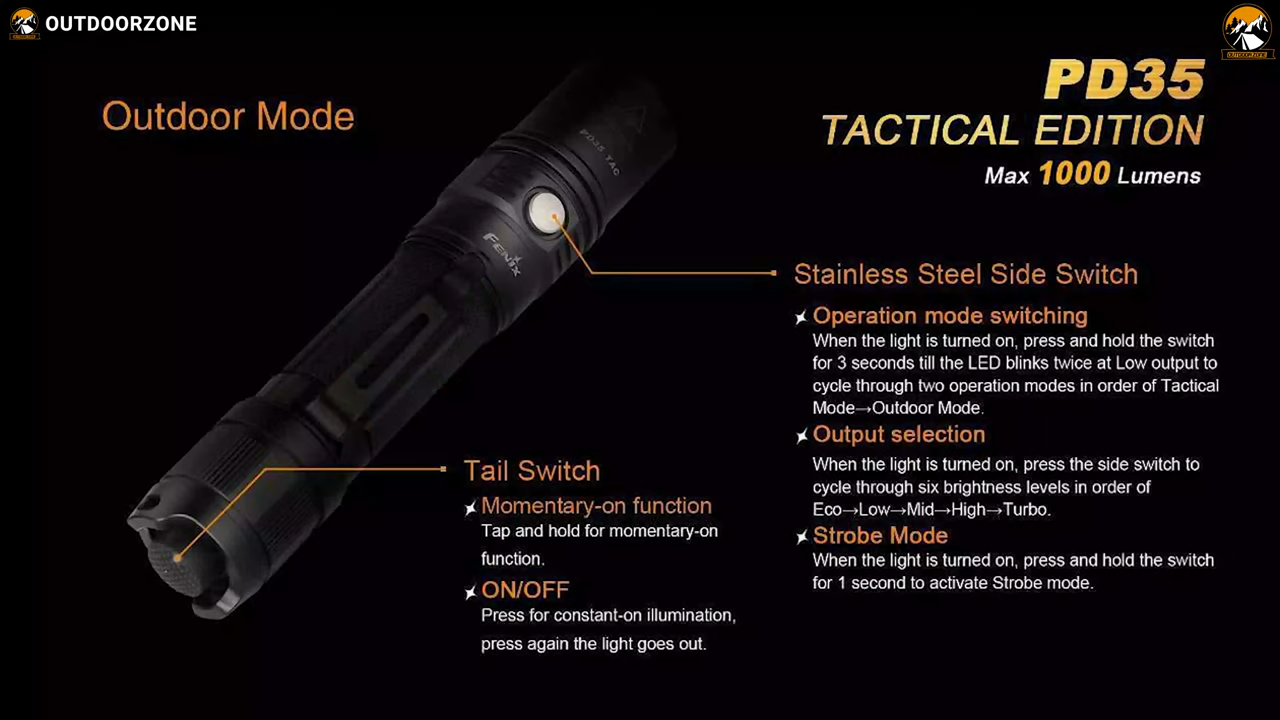 OUTDOORZONE
OUTDOORZONE
PD35
TACTICAL EDITION
Max 1000 Lumens
Outdoor Mode
PD35 TAC
FENIX
Stainless Steel Side Switch
Operation mode switching
When the light is turned on, press and hold the switch
for 3 seconds till the LED blinks twice at Low output to
cycle through two operation modes in order of Tactical
Mode→Outdoor Mode.
Output selection
When the light is turned on, press the side switch to
cycle through six brightness levels in order of
Eco→Low→Mid→High→Turbo.
Strobe Mode
When the light is turned on, press and hold the switch
for 1 second to activate Strobe mode.
Tail Switch
Momentary-on function
Tap and hold for momentary-on
function.
ON/OFF
Press for constant-on illumination,
press again the light goes out.